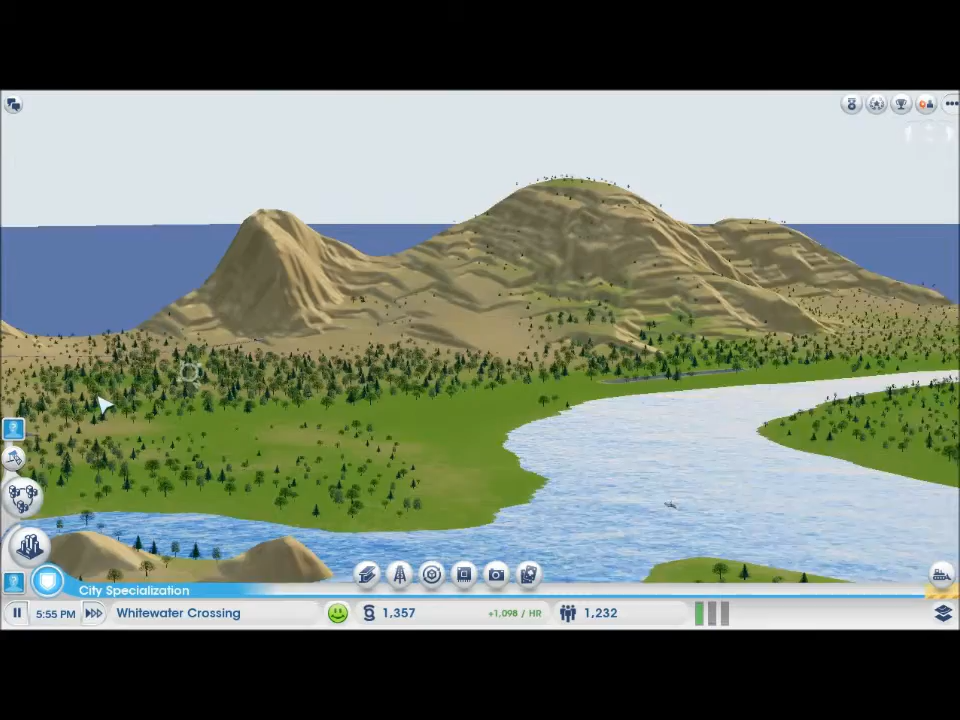 City Specialization
5:55 PM
Whitewater Crossing
1,357
+1,098 / HR
1,232